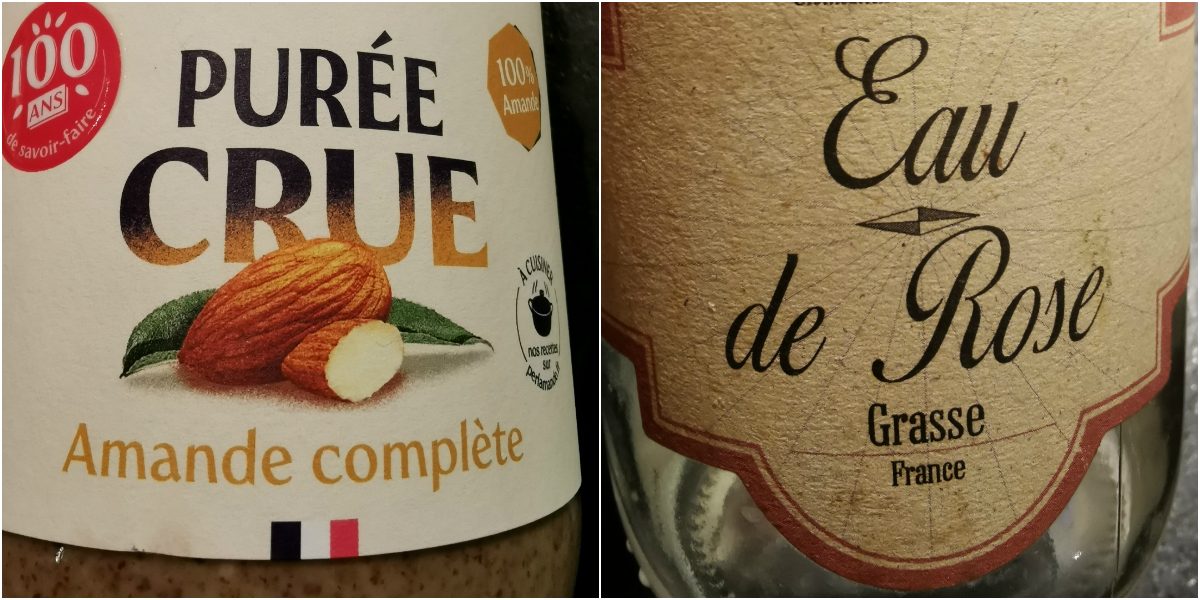 100
ANS
de savoir-faire
PURÉE
CRUE
100%
Amande
À CUISINER
nos recettes
sur
Amande complète
Eau
de Rose
Grasse
France